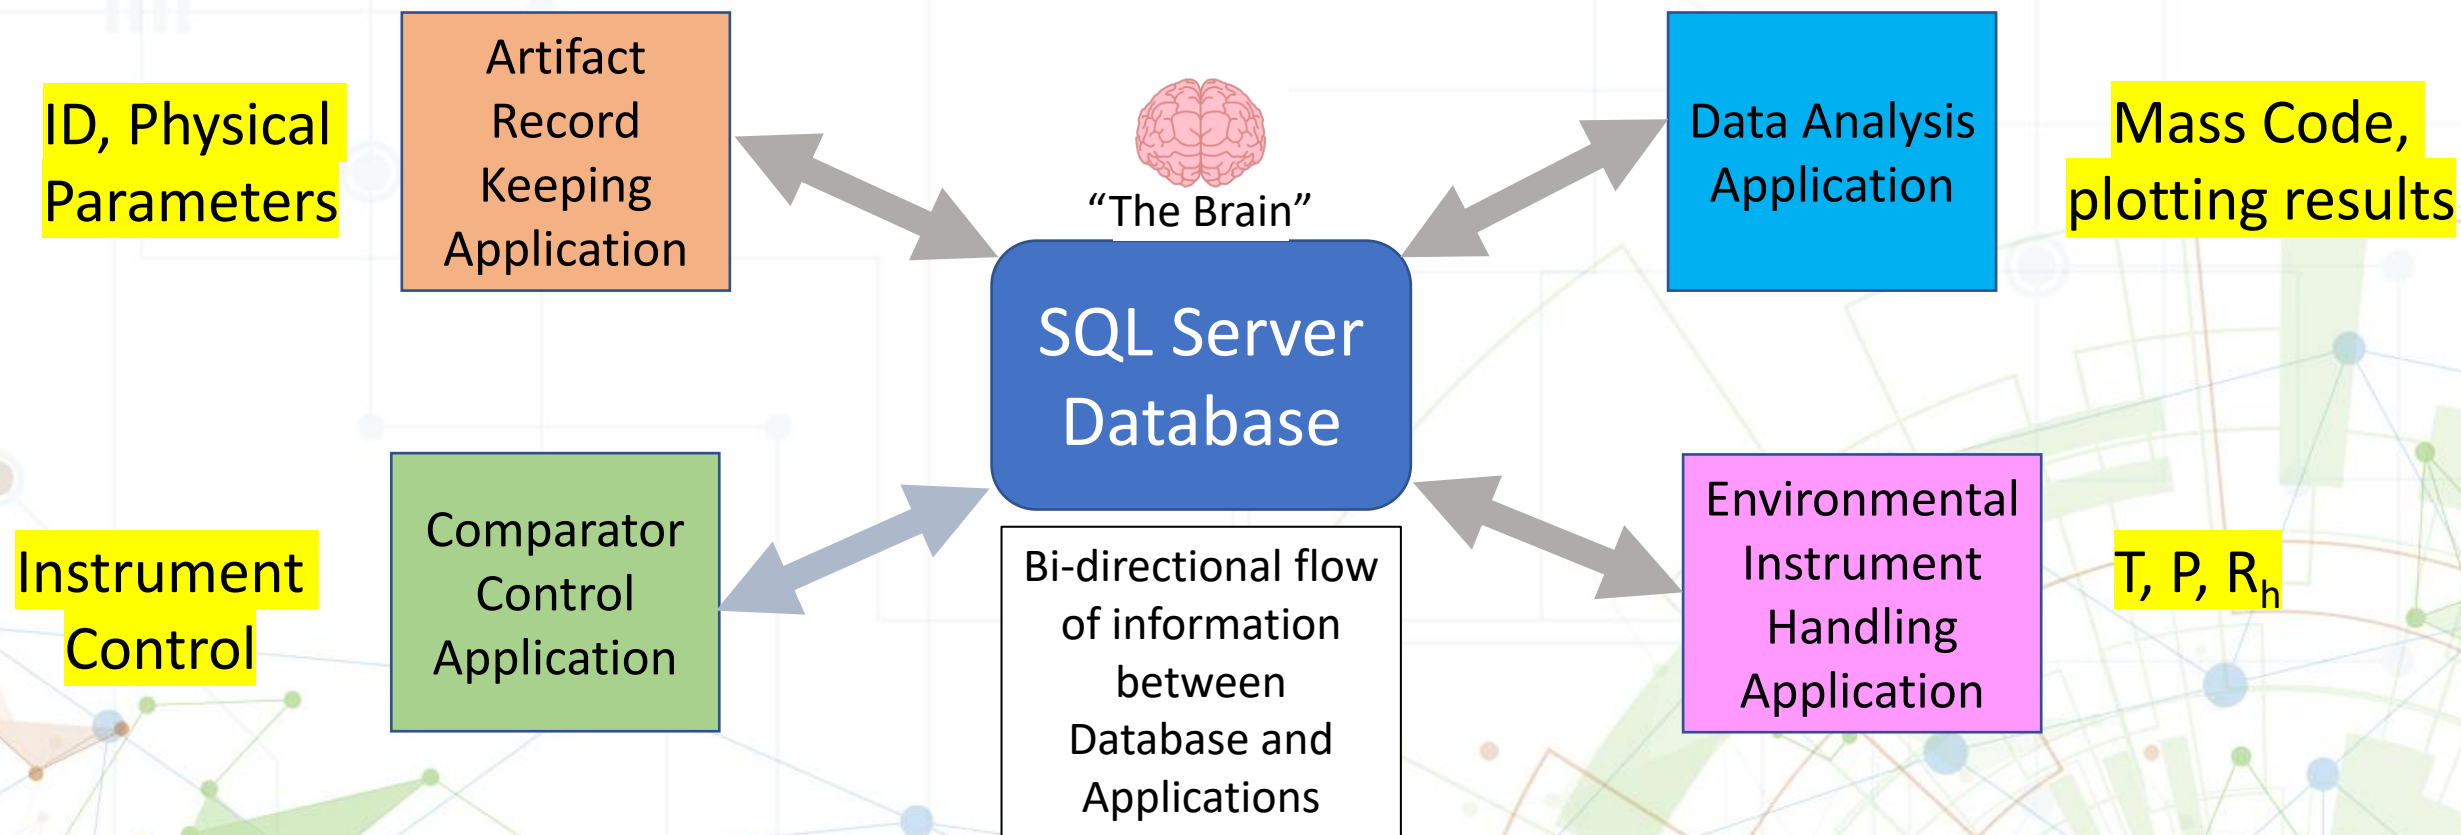 ID, Physical
Parameters
Artifact
Record
Keeping
Application
“The Brain”
SQL Server
Database
Data Analysis
Application
Mass Code,
plotting results
Instrument
Control
Comparator
Control
Application
Bi-directional flow
of information
between
Database and
Applications
Environmental
Instrument
Handling
Application
T, P, Rh